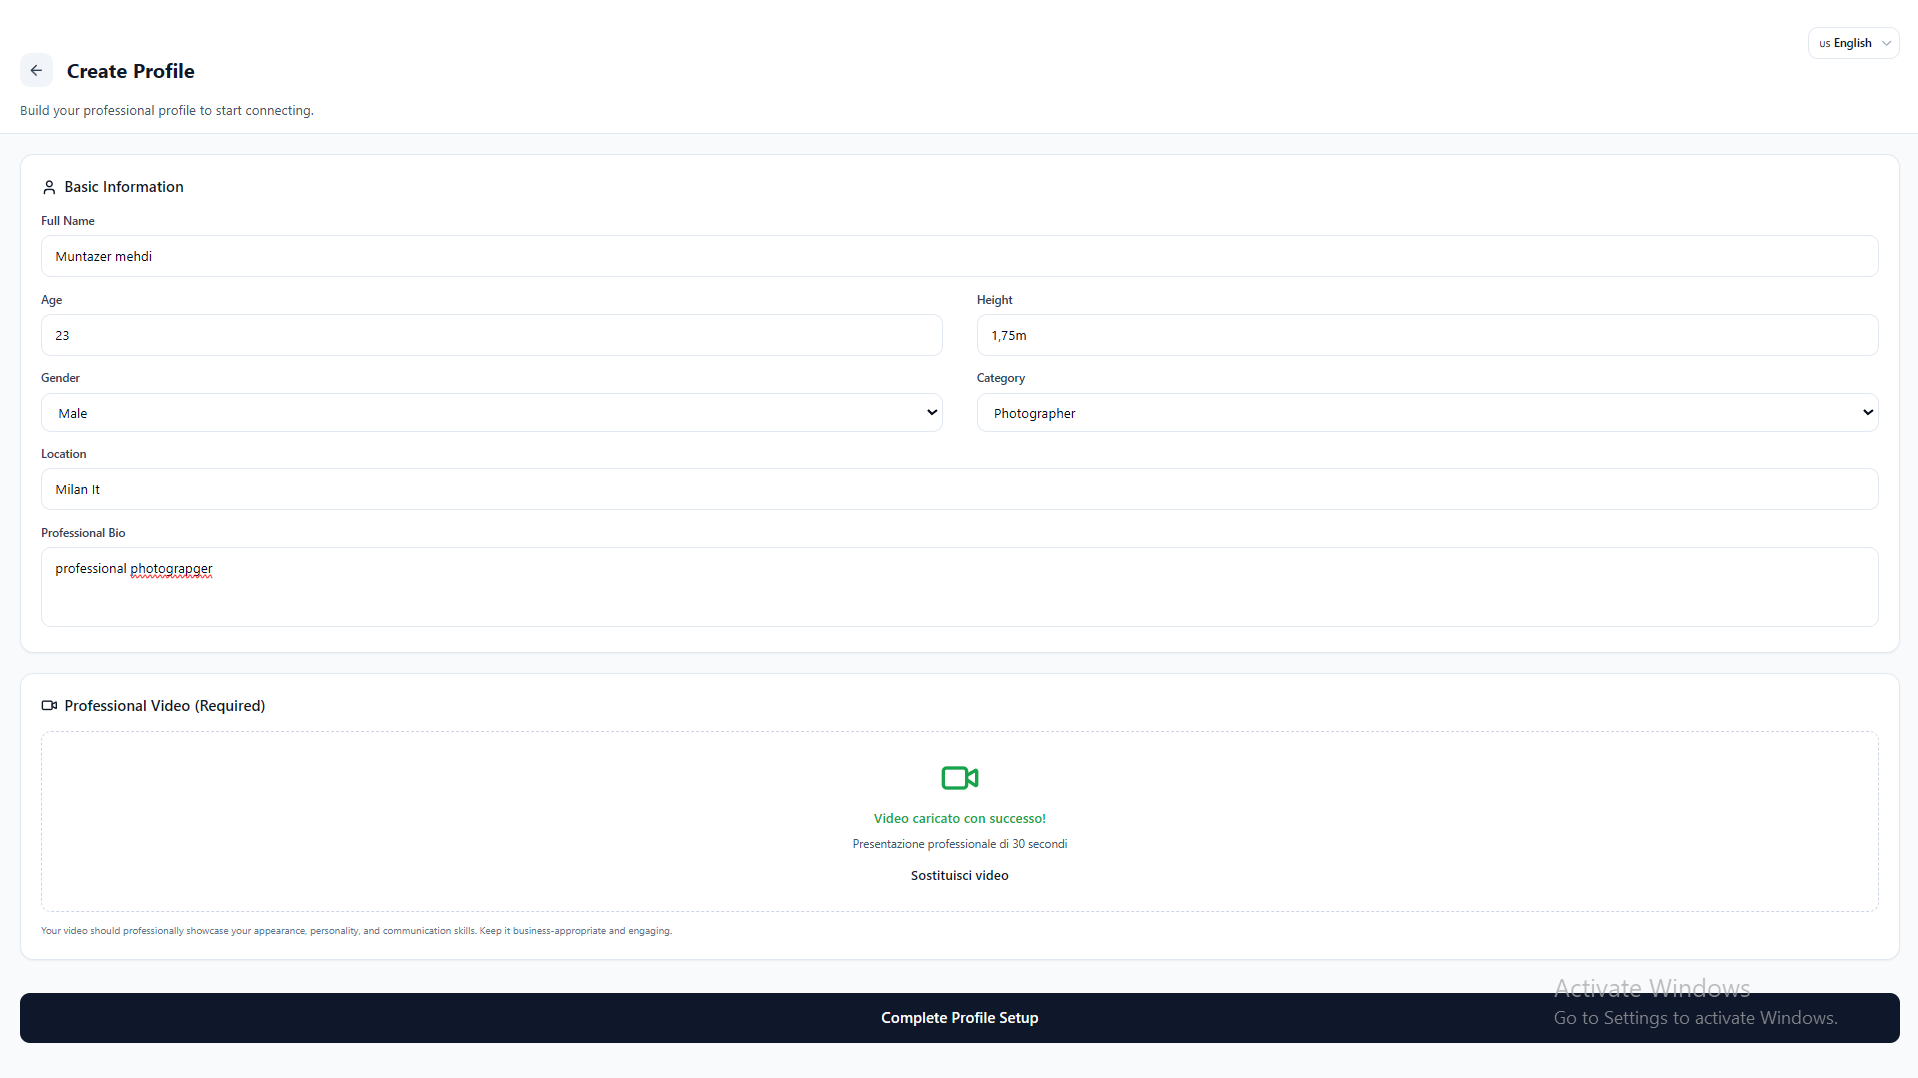 us English
Create Profile
Build your professional profile to start connecting.
Basic Information
Full Name
Muntazer mehdi
Age
Height
23
1,75m
Gender
Category
Male
Photographer
Location
Milan It
Professional Bio
professional photograpger
Professional Video (Required)
Video caricato con successo!
Presentazione professionale di 30 secondi
Sostituisci video
Your video should professionally showcase your appearance, personality, and communication skills. Keep it business-appropriate and engaging.
Activate Windows
Go to Settings to activate Windows.
Complete Profile Setup